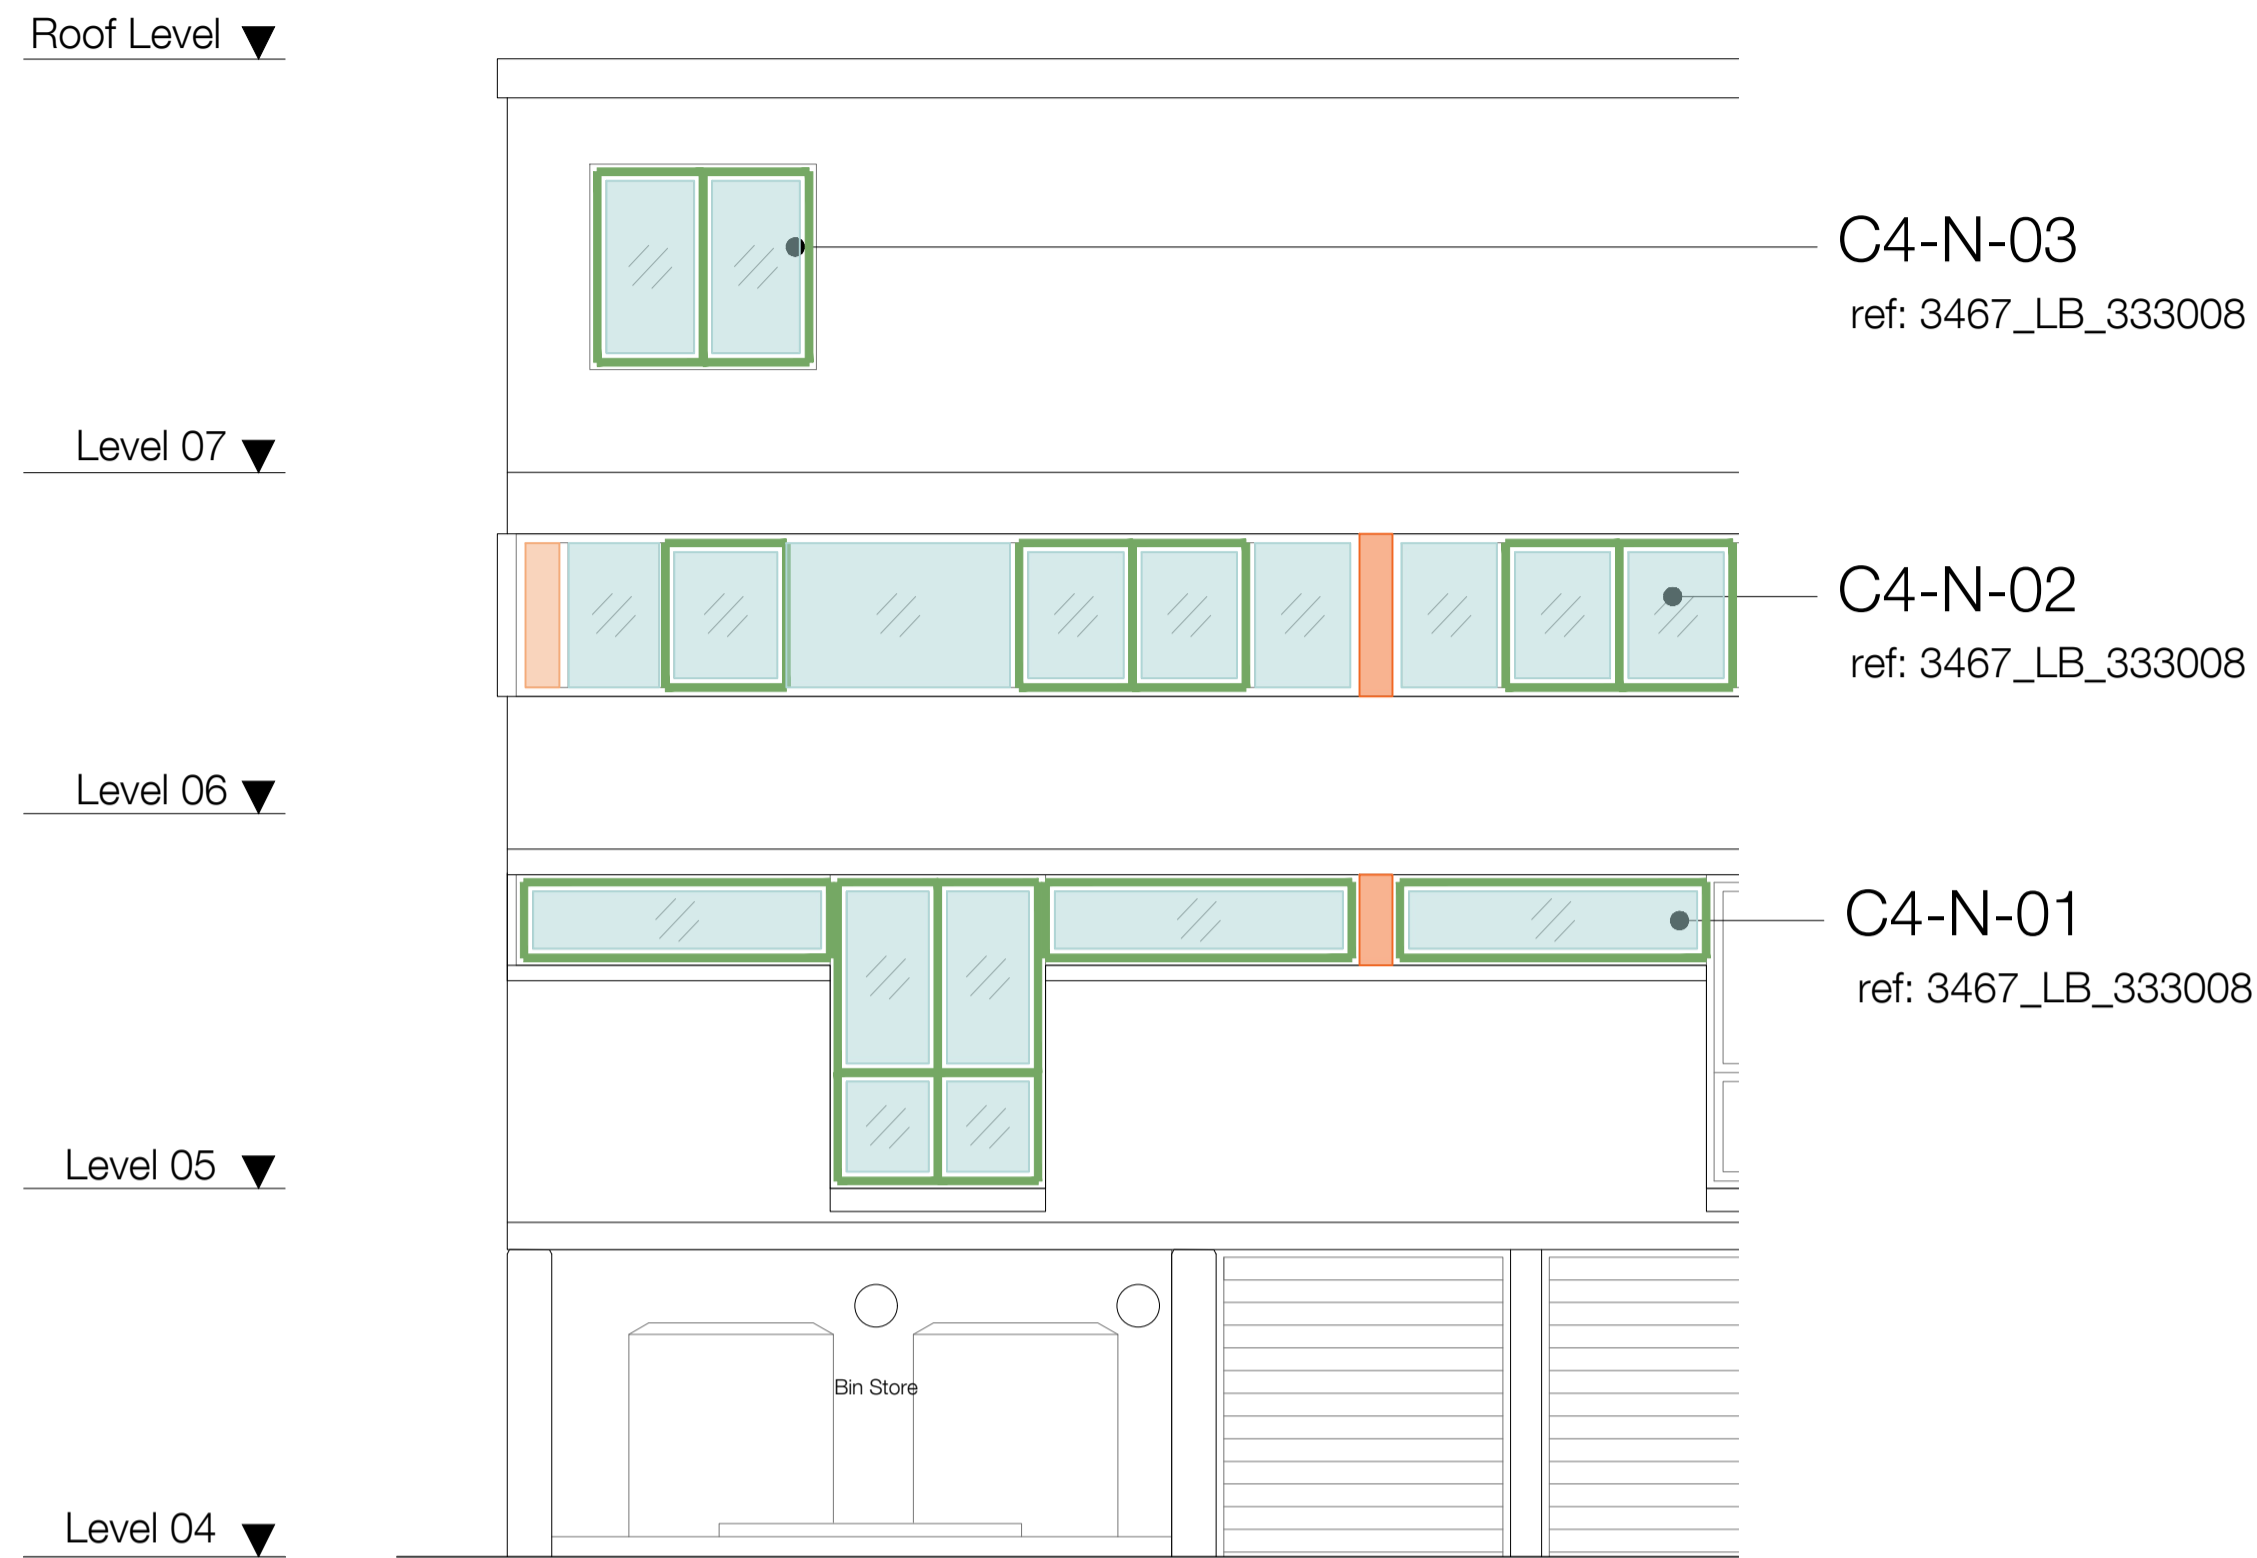 Roof Level
C4-N-03
ref: 3467_LB_333008
Level 07
C4-N-02
ref: 3467_LB_333008
Level 06
C4-N-01
ref: 3467_LB_333008
Level 05
Bin Store
Level 04